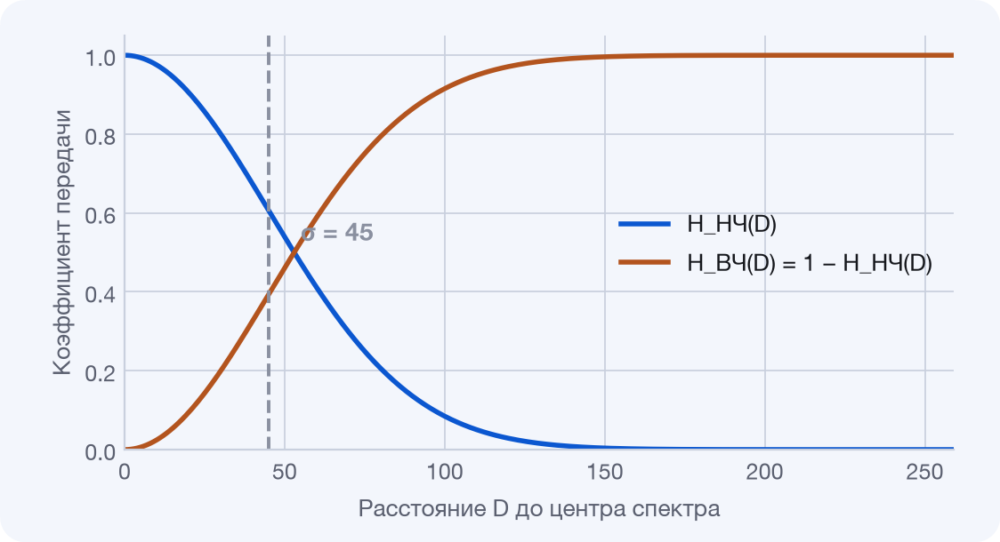 Коэффициент передачи
1.0
0.8
0.6
0.4
0.2
0.0
σ = 45
H_НЧ(D)
H_ВЧ(D) = 1 − H_НЧ(D)
0 50 100 150 200 250
Расстояние D до центра спектра